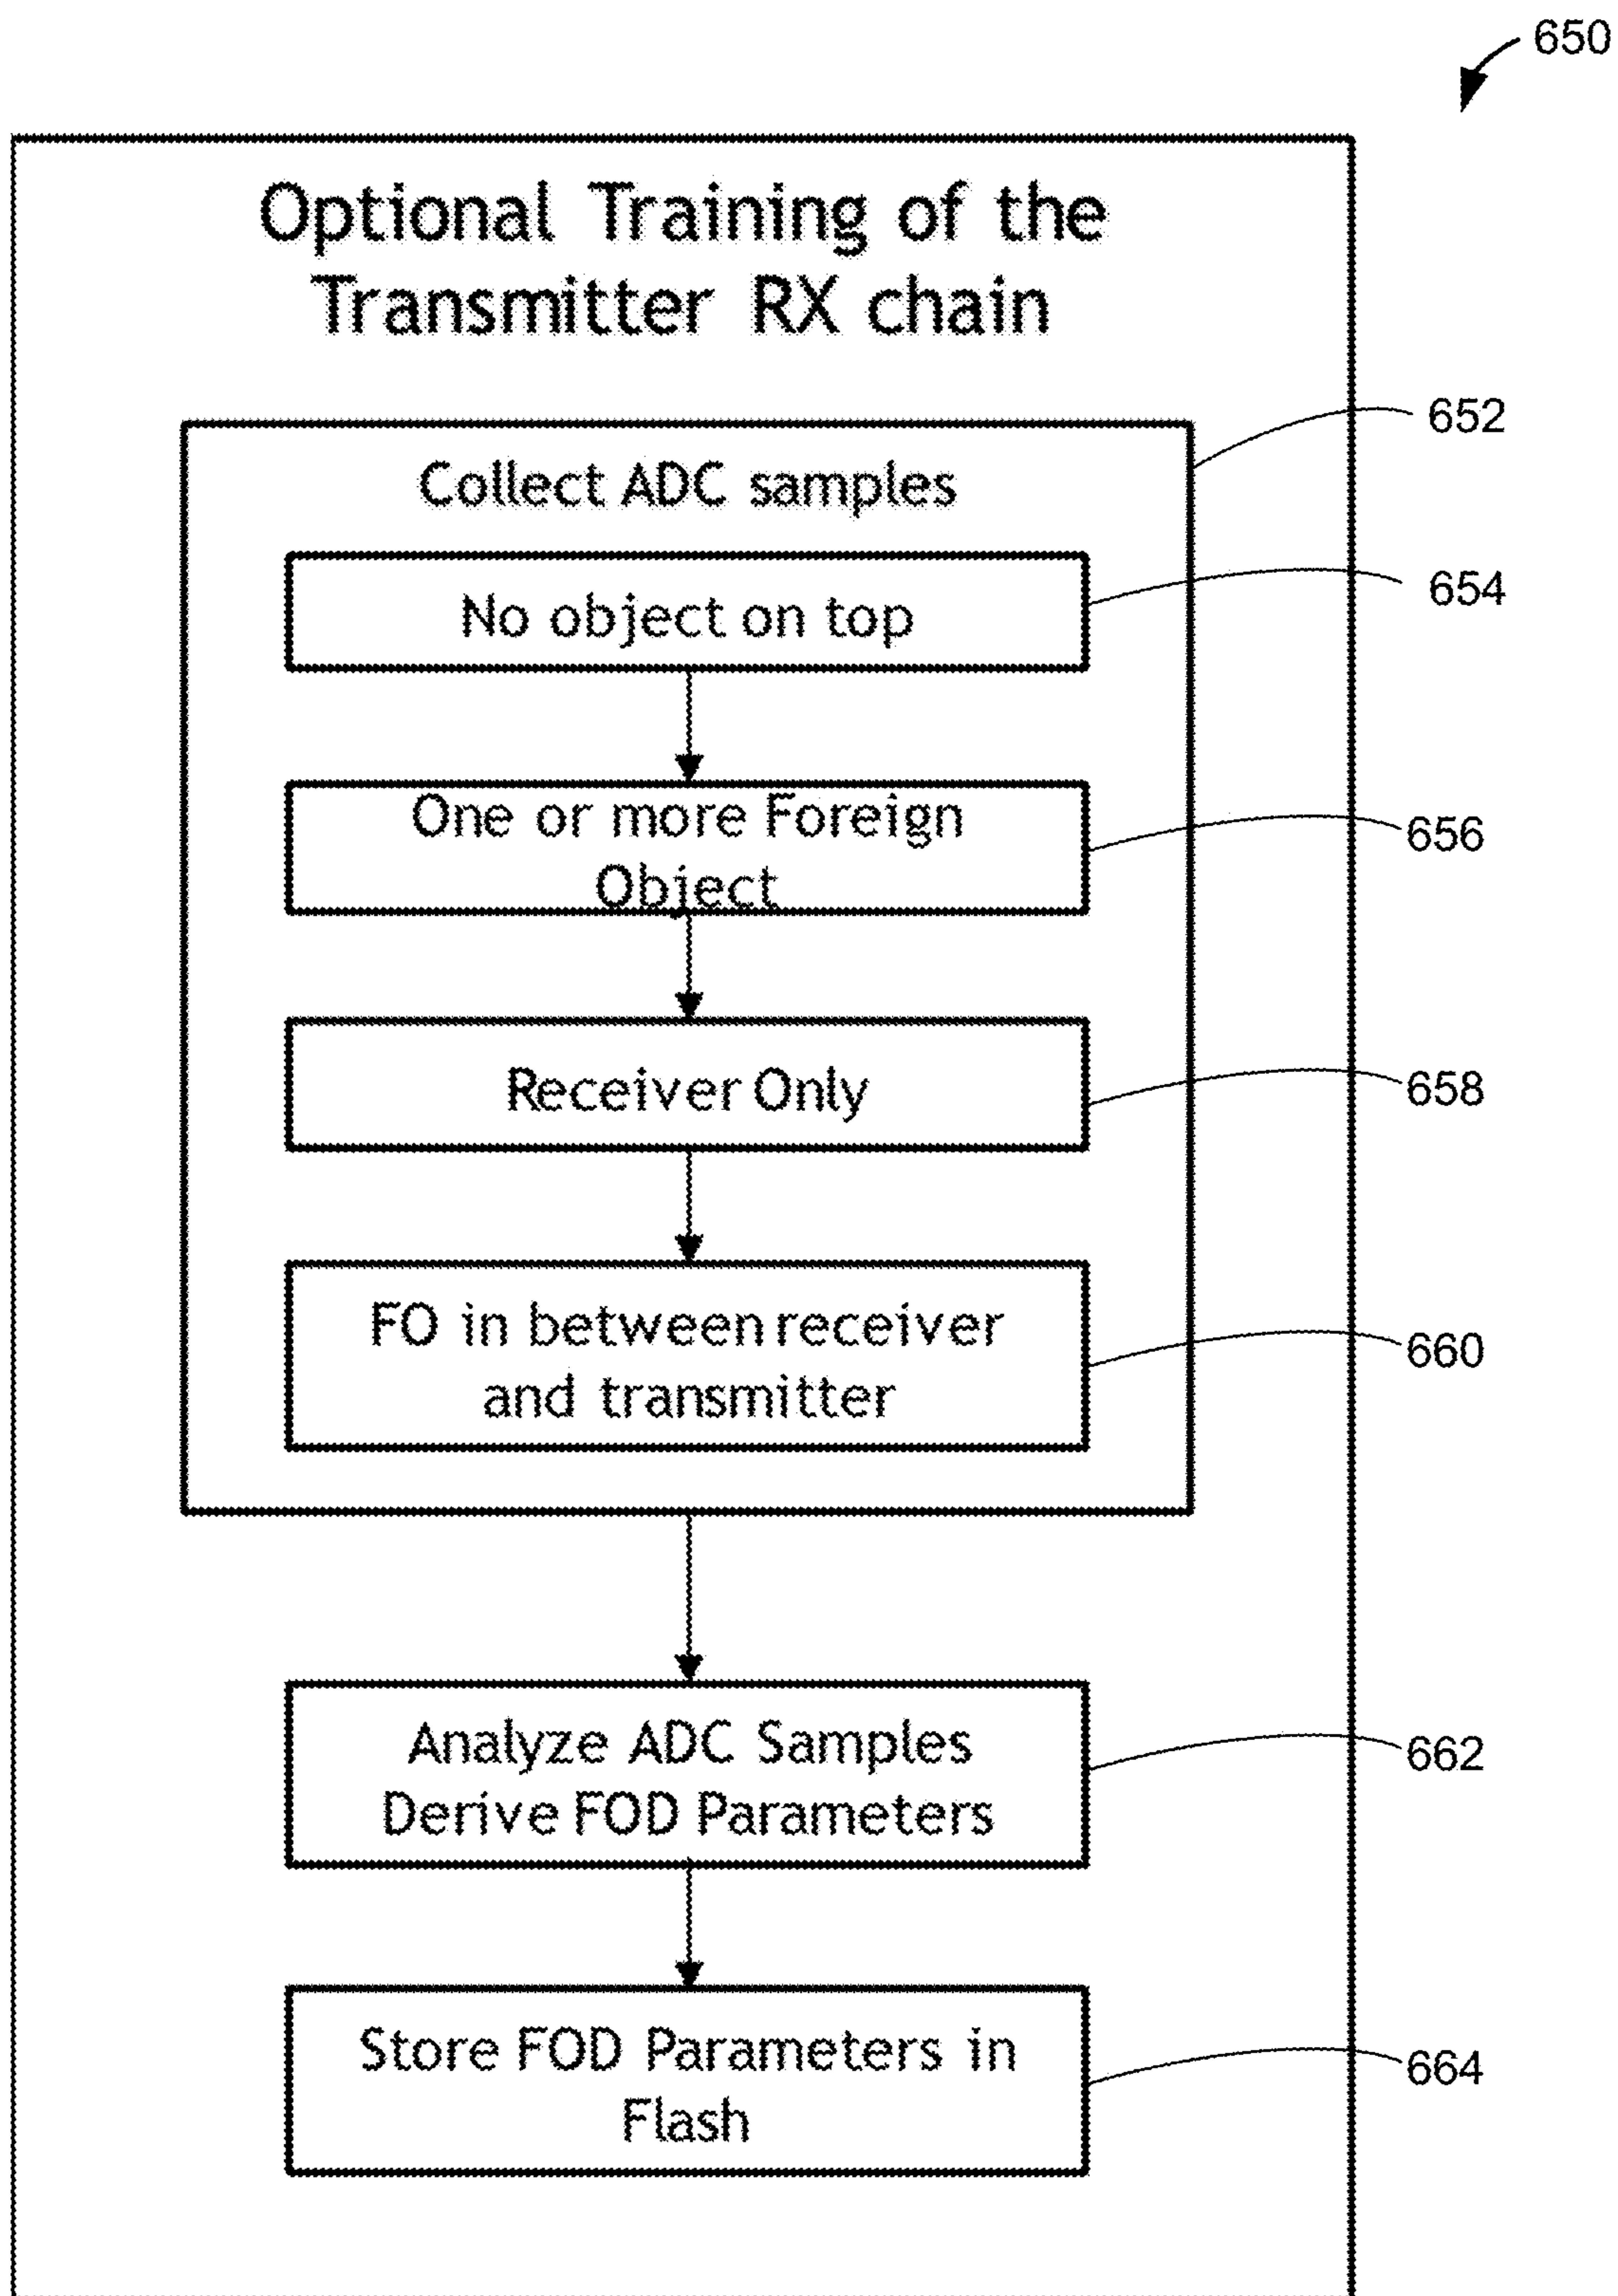 650
Optional Training of the
Transmitter RX chain
652
Collect ADC samples
No object on top
654
One or more Foreign
Object
656
Receiver Only
658
FO in between receiver
and transmitter
660
Analyze ADC Samples
Derive FOD Parameters
662
Store FOD Parameters in
Flash
664